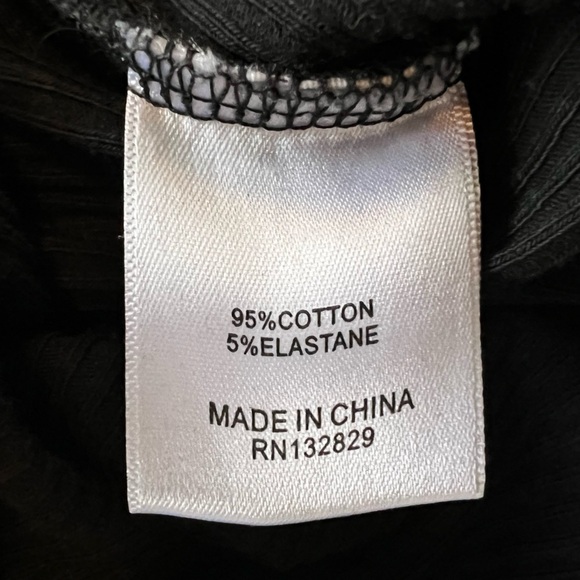 95%COTTON
5%ELASTANE
MADE IN CHINA
RN132829